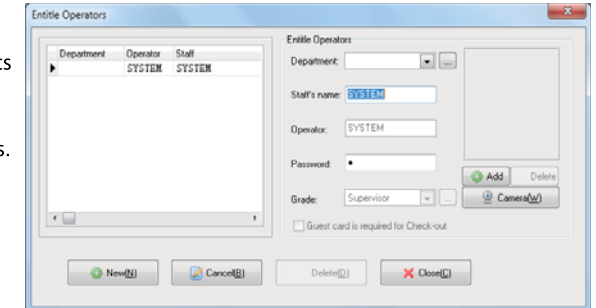 Entitle Operators
ts
s.
Department Operator Staff
SYSTEM SYSTEM
Entitle Operators
Department:
...
Staff's name: SYSTEM
Operator: SYSTEM
Password: •
Grade: Supervisor
...
Guest card is required for Check-out
Add
Delete
Camera(W)
New(N)
Cancel(B)
Delete(D)
Close(C)